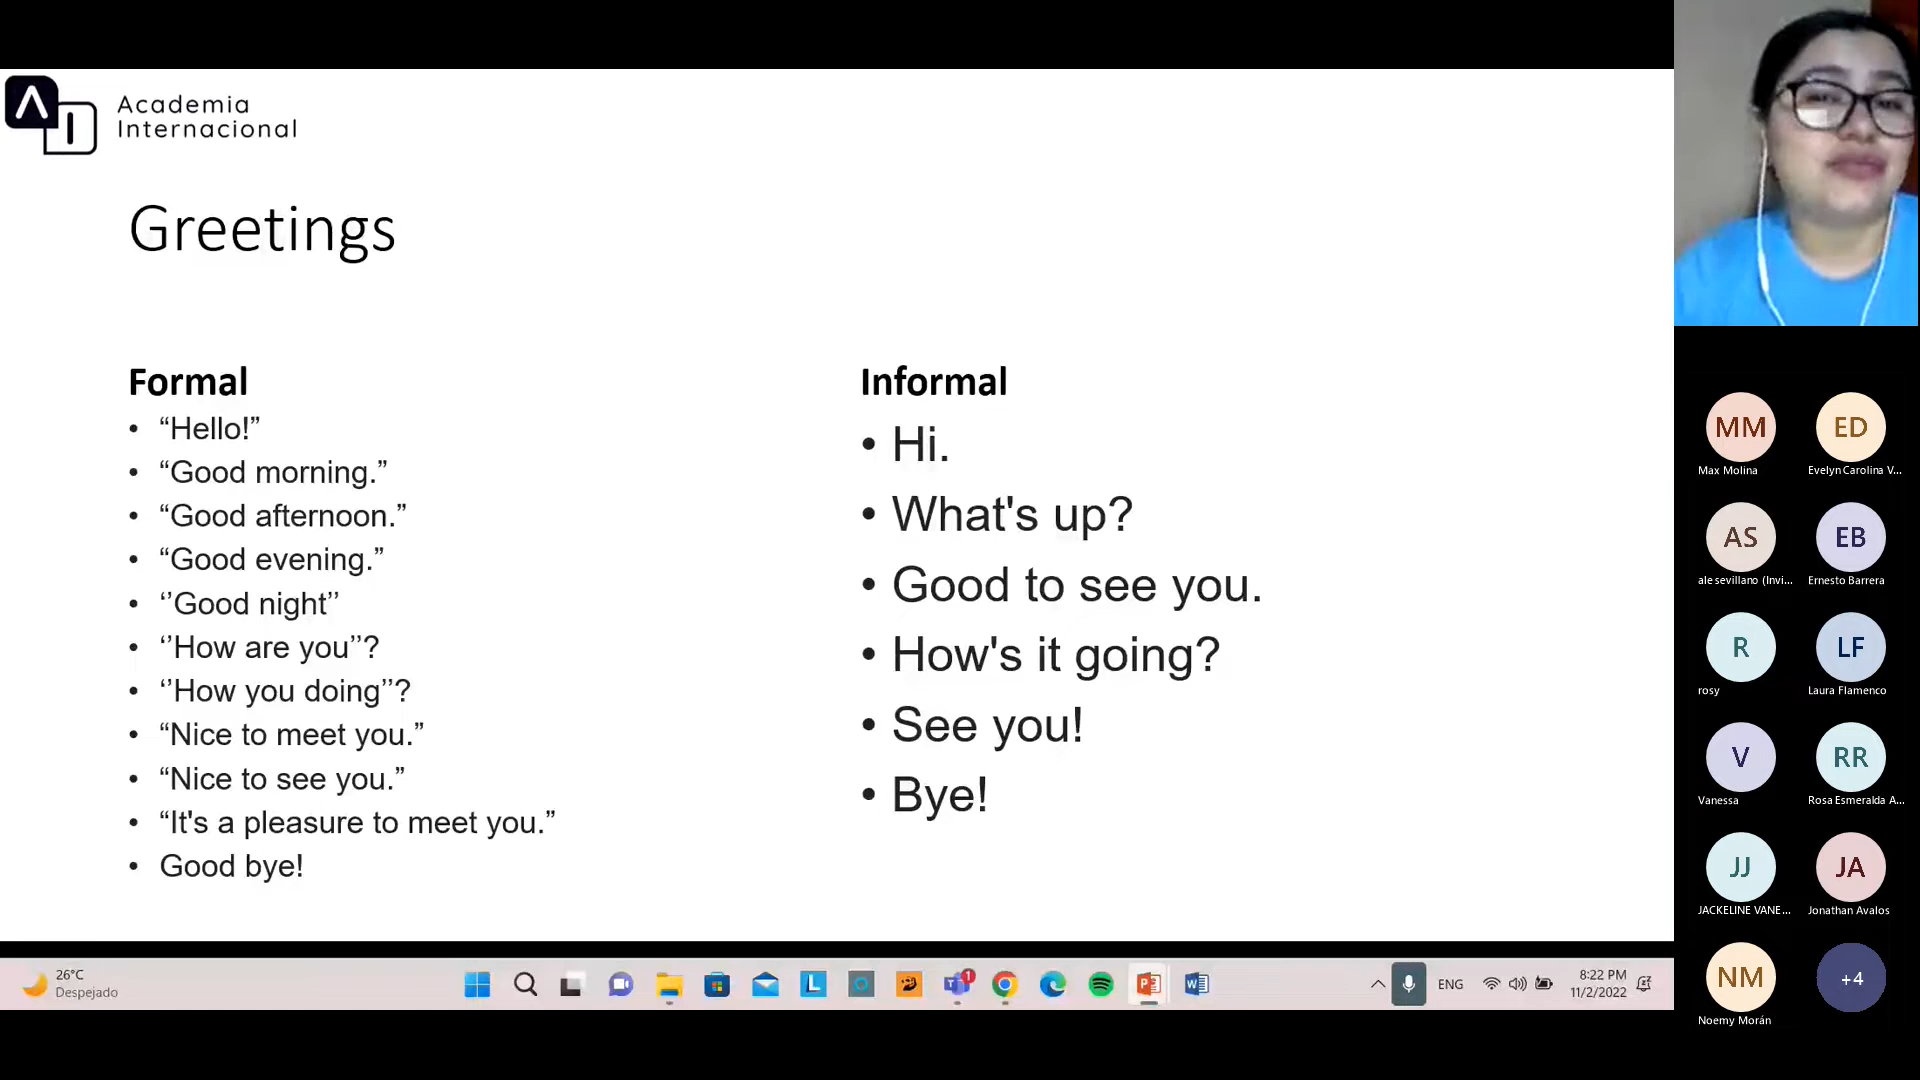 Academia
Internacional
Greetings
Formal
• “Hello!”
• “Good morning.”
• “Good afternoon.”
• “Good evening.”
• ‘’Good night’’
• ‘’How are you’’?
• ‘’How you doing’’?
• “Nice to meet you.”
• “Nice to see you.”
• “It's a pleasure to meet you.”
• Good bye!
Informal
• Hi.
• What's up?
• Good to see you.
• How's it going?
• See you!
• Bye!
MM
Max Molina
ED
Evelyn Carolina V...
AS
ale sevillano (Invi...
EB
Ernesto Barrera
R
rosy
LF
Laura Flamenco
V
Vanessa
RR
Rosa Esmeralda A...
JJ
JACKELINE VANE...
JA
Jonathan Avalos
NM
Noemy Morán
+4
26°C
Despejado
1
ENG
8:22 PM
11/2/2022